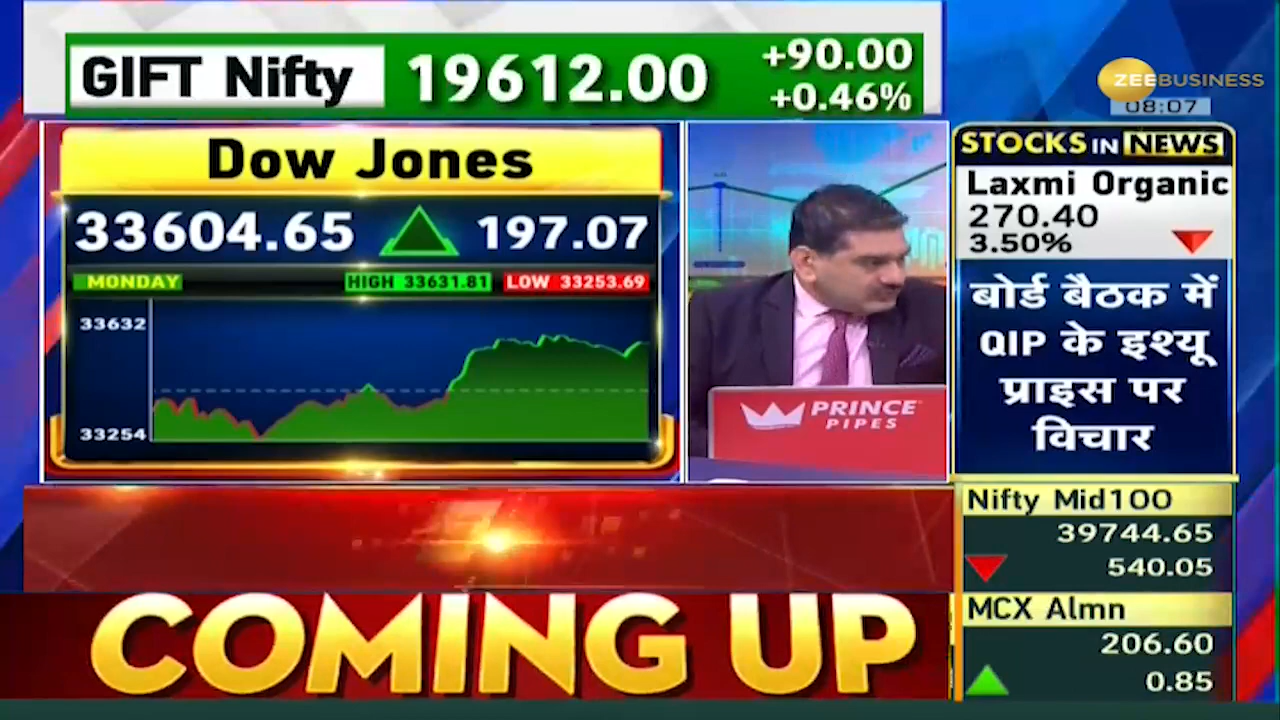 GIFT Nifty
19612.00
+90.00
+0.46%
ZEEBUSINESS
08:07
Dow Jones
33604.65
197.07
MONDAY
HIGH 33631.81
LOW 33253.69
33632
33254
PRINCE
PIPES
STOCKS IN NEWS
Laxmi Organic
270.40
3.50%
बोर्ड बैठक में
QIP के इश्यू
प्राइस पर
विचार
Nifty Mid100
39744.65
540.05
MCX Almn
206.60
0.85
COMING UP